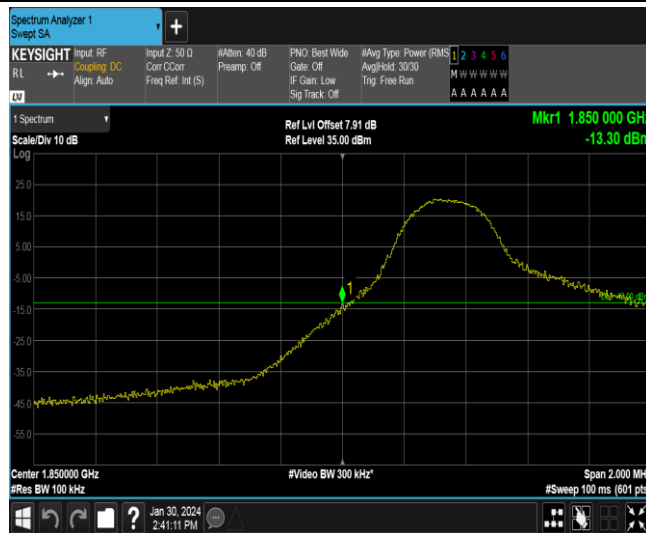 Spectrum Analyzer 1
Swept SA
+
KEYSIGHT
RL
Input: RF
Coupling: DC
Align: Auto
Input Z: 50 Ω
Corr CCorr
Freq Ref: Int (S)
#Atten: 40 dB
Preamp: Off
PNO: Best Wide
Gate: Off
IF Gain: Low
Sig Track: Off
#Avg Type: Power (RMS
Avg|Hold: 30/30
Trig: Free Run
1 2 3 4 5 6
M W W W W W
A A A A A A
1 Spectrum
Scale/Div 10 dB
Ref Lvl Offset 7.91 dB
Ref Level 35.00 dBm
Mkr1 1.850 000 GHz
-13.30 dBm
Log
25.0
15.0
5.00
-5.00
1
-15.0
-25.0
-35.0
-45.0
-55.0
Center 1.850000 GHz
#Res BW 100 kHz
#Video BW 300 kHz*
Span 2.000 MH
#Sweep 100 ms (601 pts
Jan 30, 2024
2:41:11 PM
?